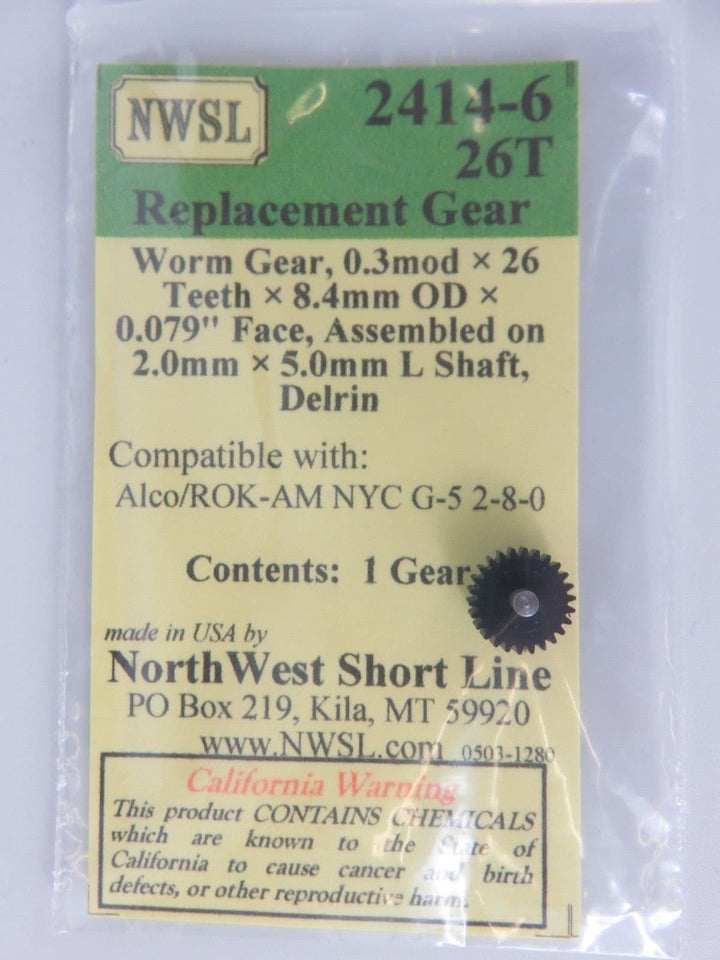 NWSL
2414-6
26T
Replacement Gear
Worm Gear, 0.3mod × 26
Teeth × 8.4mm OD ×
0.079" Face, Assembled on
2.0mm × 5.0mm L Shaft,
Delrin
Compatible with:
Alco/ROK-AM NYC G-5 2-8-0
Contents: 1 Gear
made in USA by
NorthWest Short Line
PO Box 219, Kila, MT 59920
www.NWSL.com 0503-1280
California Warning
This product CONTAINS CHEMICALS
which are known to the State of
California to cause cancer and birth
defects, or other reproductive harm.